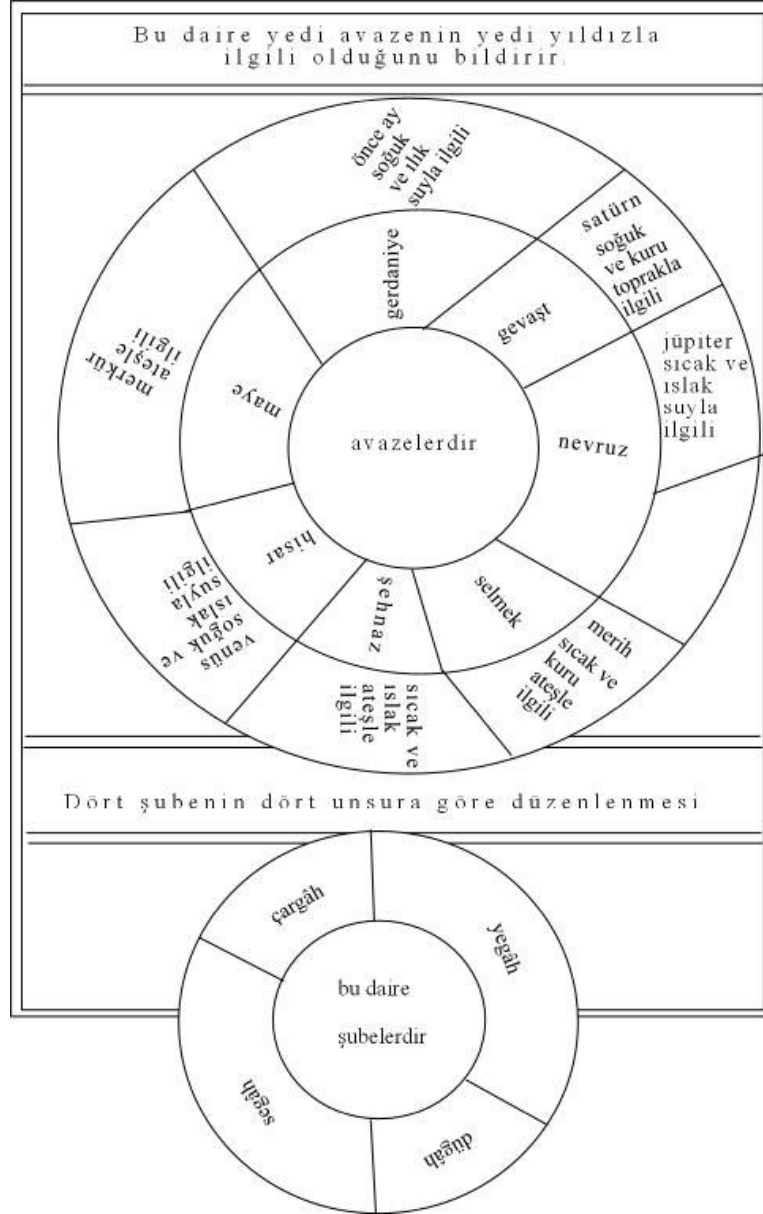 Bu daire yedi avazenin yedi yıldızla
ilgili olduğunu bildirir.
önce ay
soğuk
ve ılık
suyla ilgili
satürn
soğuk
ve kuru
toprakla
ilgili
jüpiter
sıcak ve
ıslak
suyla
ilgili
merih
sıcak ve
kuru
ateşle
ilgili
sıcak ve
ıslak
ateşle
ilgili
venüs
soğuk ve
ıslak
suyla
ilgili
merkür
ateşle
ilgili
gerdaniye
gevaşt
nevruz
selmek
şehnaz
hisar
maye
avazelerdir
Dört şubenin dört unsura göre düzenlenmesi
çargâh
yegâh
dügâh
segâh
bu daire
şubelerdir